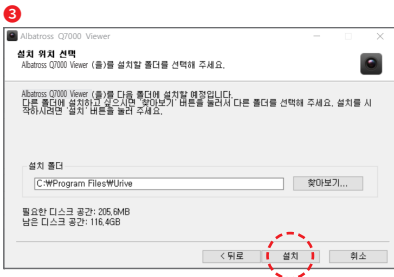 3
Albatross Q7000 Viewer
설치 위치 선택
Albatross Q7000 Viewer (을)를 설치할 폴더를 선택해 주세요.
Albatross Q7000 Viewer (을)를 다음 폴더에 설치할 예정입니다.
다른 폴더에 설치하고 싶으시면 '찾아보기' 버튼을 눌러서 다른 폴더를 선택해 주세요. 설치를 시
작하시려면 '설치' 버튼을 눌러 주세요.
설치 폴더
C:₩Program Files₩Urive
찾아보기...
필요한 디스크 공간: 205.6MB
남은 디스크 공간: 116.4GB
< 뒤로 설치 취소